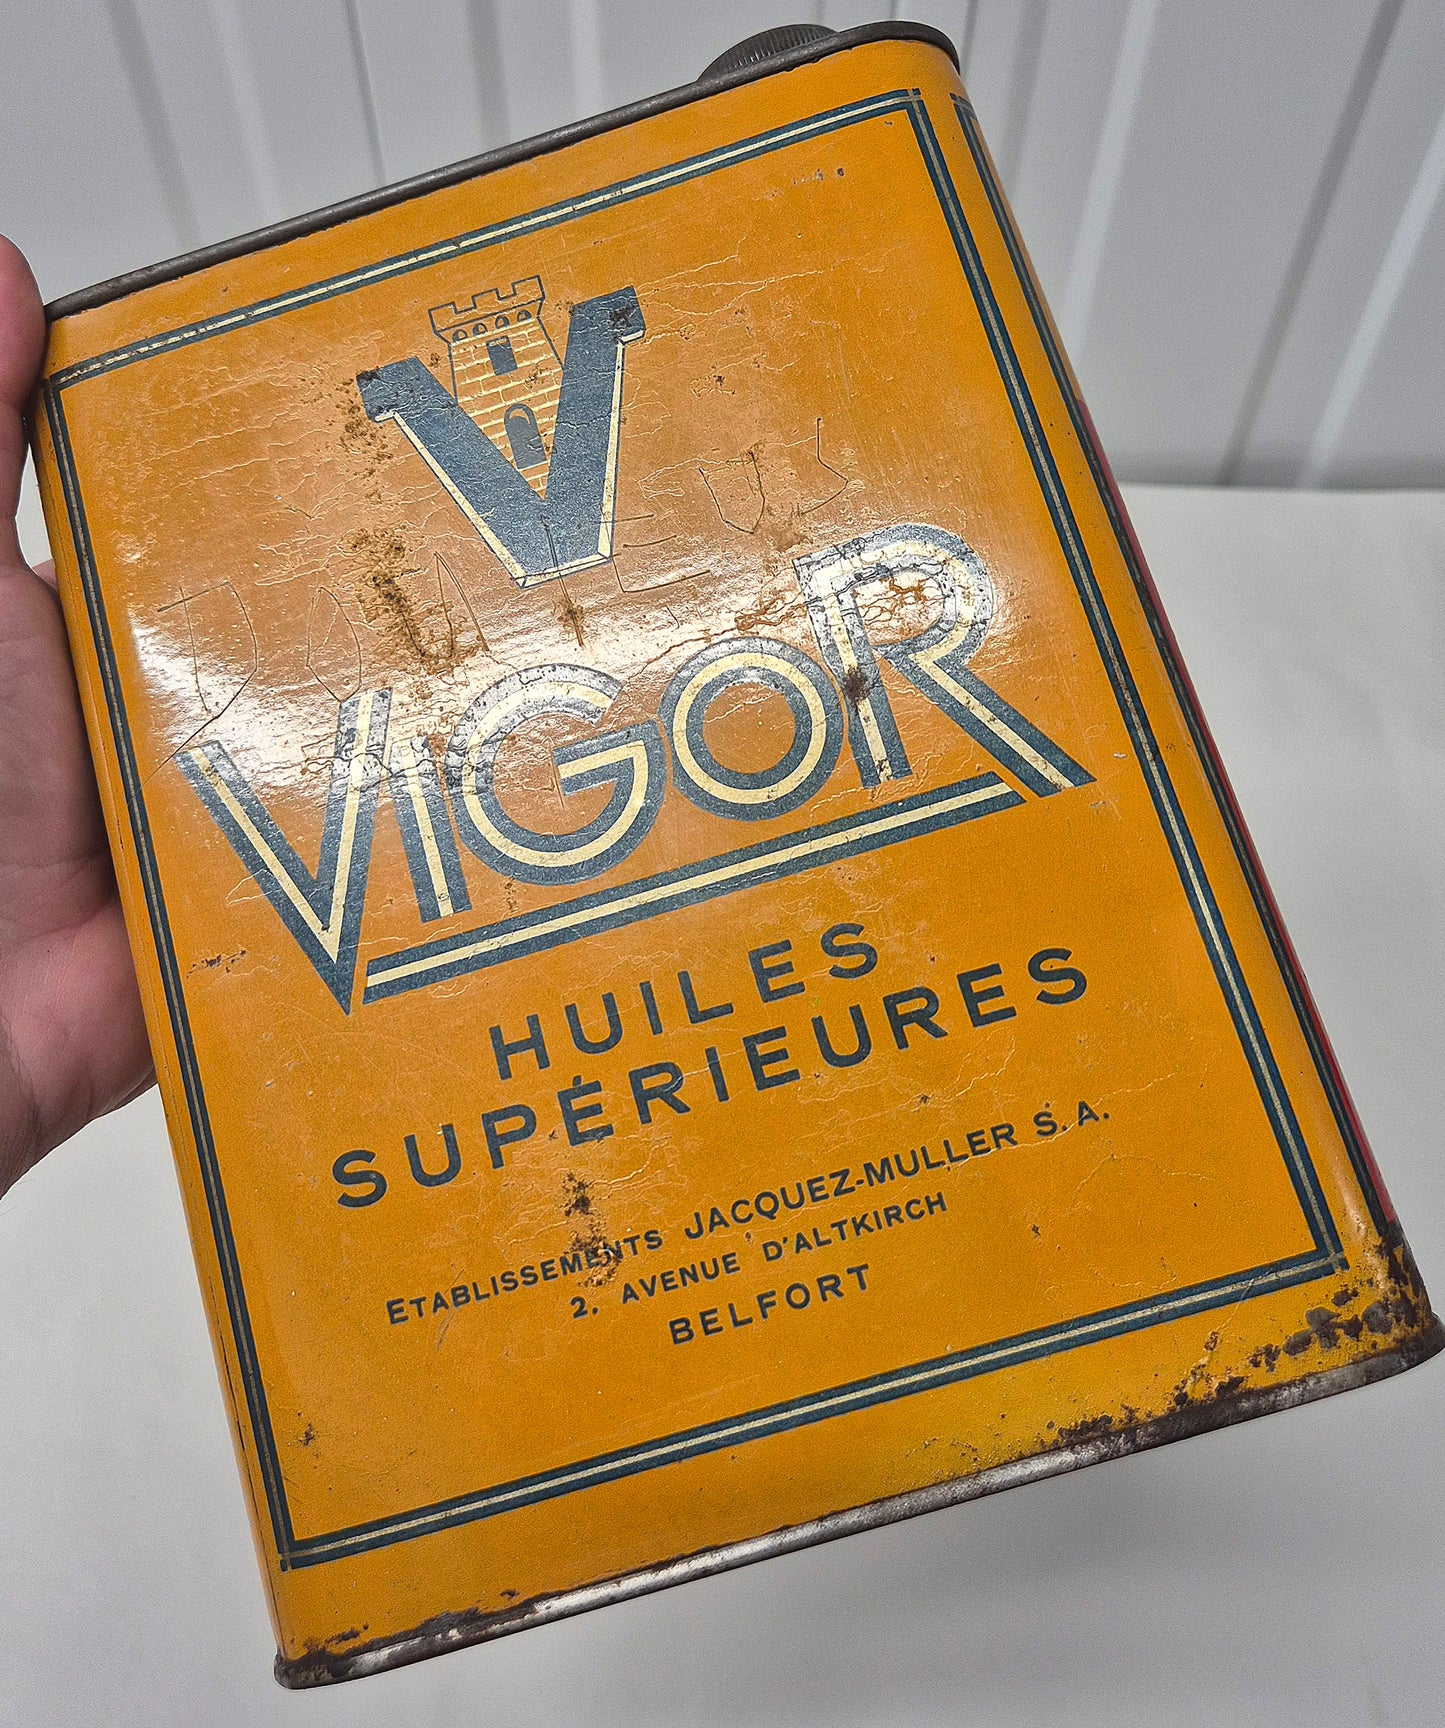 V
VIGOR
HUILES
SUPÉRIEURES
ETABLISSEMENTS JACQUEZ-MULLER S.A.
2, AVENUE D'ALTKIRCH
BELFORT